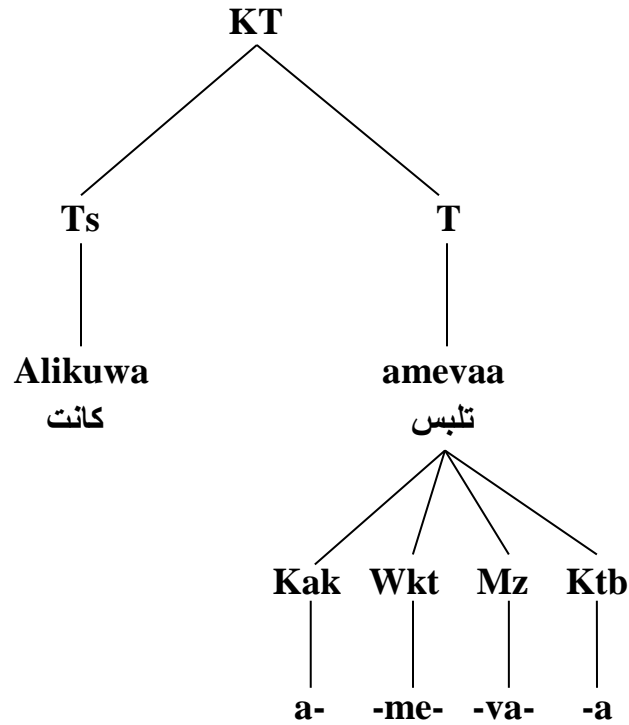 KT
Ts T
Alikuwa amevaa
كانت تلبس
Kak Wkt Mz Ktb
a- -me- -va- -a